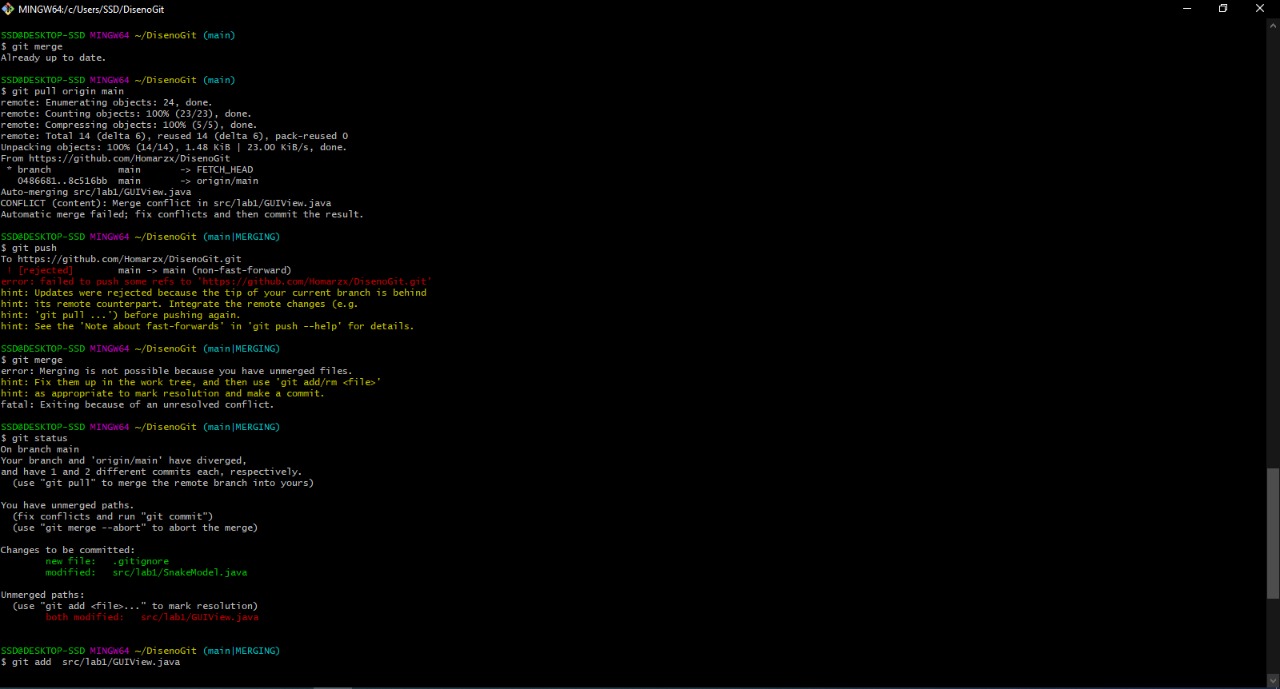 MINGW64:/c/Users/SSD/DisenoGit
SSD@DESKTOP-SSD MINGW64 ~/DisenoGit (main)
$ git merge
Already up to date.
SSD@DESKTOP-SSD MINGW64 ~/DisenoGit (main)
$ git pull origin main
remote: Enumerating objects: 24, done.
remote: Counting objects: 100% (23/23), done.
remote: Compressing objects: 100% (5/5), done.
remote: Total 14 (delta 6), reused 14 (delta 6), pack-reused 0
Unpacking objects: 100% (14/14), 1.48 KiB | 23.00 KiB/s, done.
From https://github.com/Homarzx/DisenoGit
 * branch            main       -> FETCH_HEAD
   0486681..8c516bb  main       -> origin/main
Auto-merging src/lab1/GUIView.java
CONFLICT (content): Merge conflict in src/lab1/GUIView.java
Automatic merge failed; fix conflicts and then commit the result.
SSD@DESKTOP-SSD MINGW64 ~/DisenoGit (main|MERGING)
$ git push
To https://github.com/Homarzx/DisenoGit.git
 ! [rejected]        main -> main (non-fast-forward)
error: failed to push some refs to 'https://github.com/Homarzx/DisenoGit.git'
hint: Updates were rejected because the tip of your current branch is behind
hint: its remote counterpart. Integrate the remote changes (e.g.
hint: 'git pull ...') before pushing again.
hint: See the 'Note about fast-forwards' in 'git push --help' for details.
SSD@DESKTOP-SSD MINGW64 ~/DisenoGit (main|MERGING)
$ git merge
error: Merging is not possible because you have unmerged files.
hint: Fix them up in the work tree, and then use 'git add/rm <file>'
hint: as appropriate to mark resolution and make a commit.
fatal: Exiting because of an unresolved conflict.
SSD@DESKTOP-SSD MINGW64 ~/DisenoGit (main|MERGING)
$ git status
On branch main
Your branch and 'origin/main' have diverged,
and have 1 and 2 different commits each, respectively.
  (use "git pull" to merge the remote branch into yours)
You have unmerged paths.
  (fix conflicts and run "git commit")
  (use "git merge --abort" to abort the merge)
Changes to be committed:
        new file:   .gitignore
        modified:   src/lab1/SnakeModel.java
Unmerged paths:
  (use "git add <file>..." to mark resolution)
        both modified:   src/lab1/GUIView.java
SSD@DESKTOP-SSD MINGW64 ~/DisenoGit (main|MERGING)
$ git add  src/lab1/GUIView.java